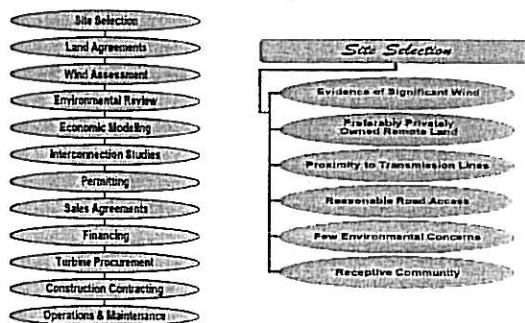 Site Selection
Land Agreements
Wind Assessment
Environmental Review
Economic Modeling
Interconnection Studies
Permitting
Sales Agreements
Financing
Turbine Procurement
Construction Contracting
Operations & Maintenance
Site Selection
Evidence of Significant Wind
Preferably Privately
Owned Remote Land
Proximity to Transmission Lines
Reasonable Road Access
Few Environmental Concerns
Receptive Community